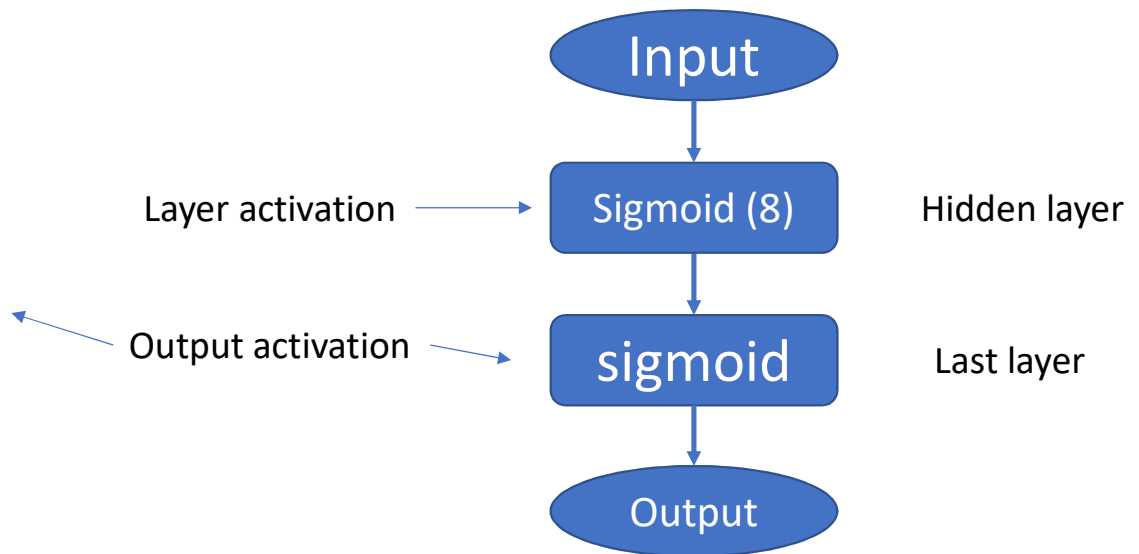 Input
Layer activation
Sigmoid (8)
Hidden layer
Output activation
sigmoid
Last layer
Output